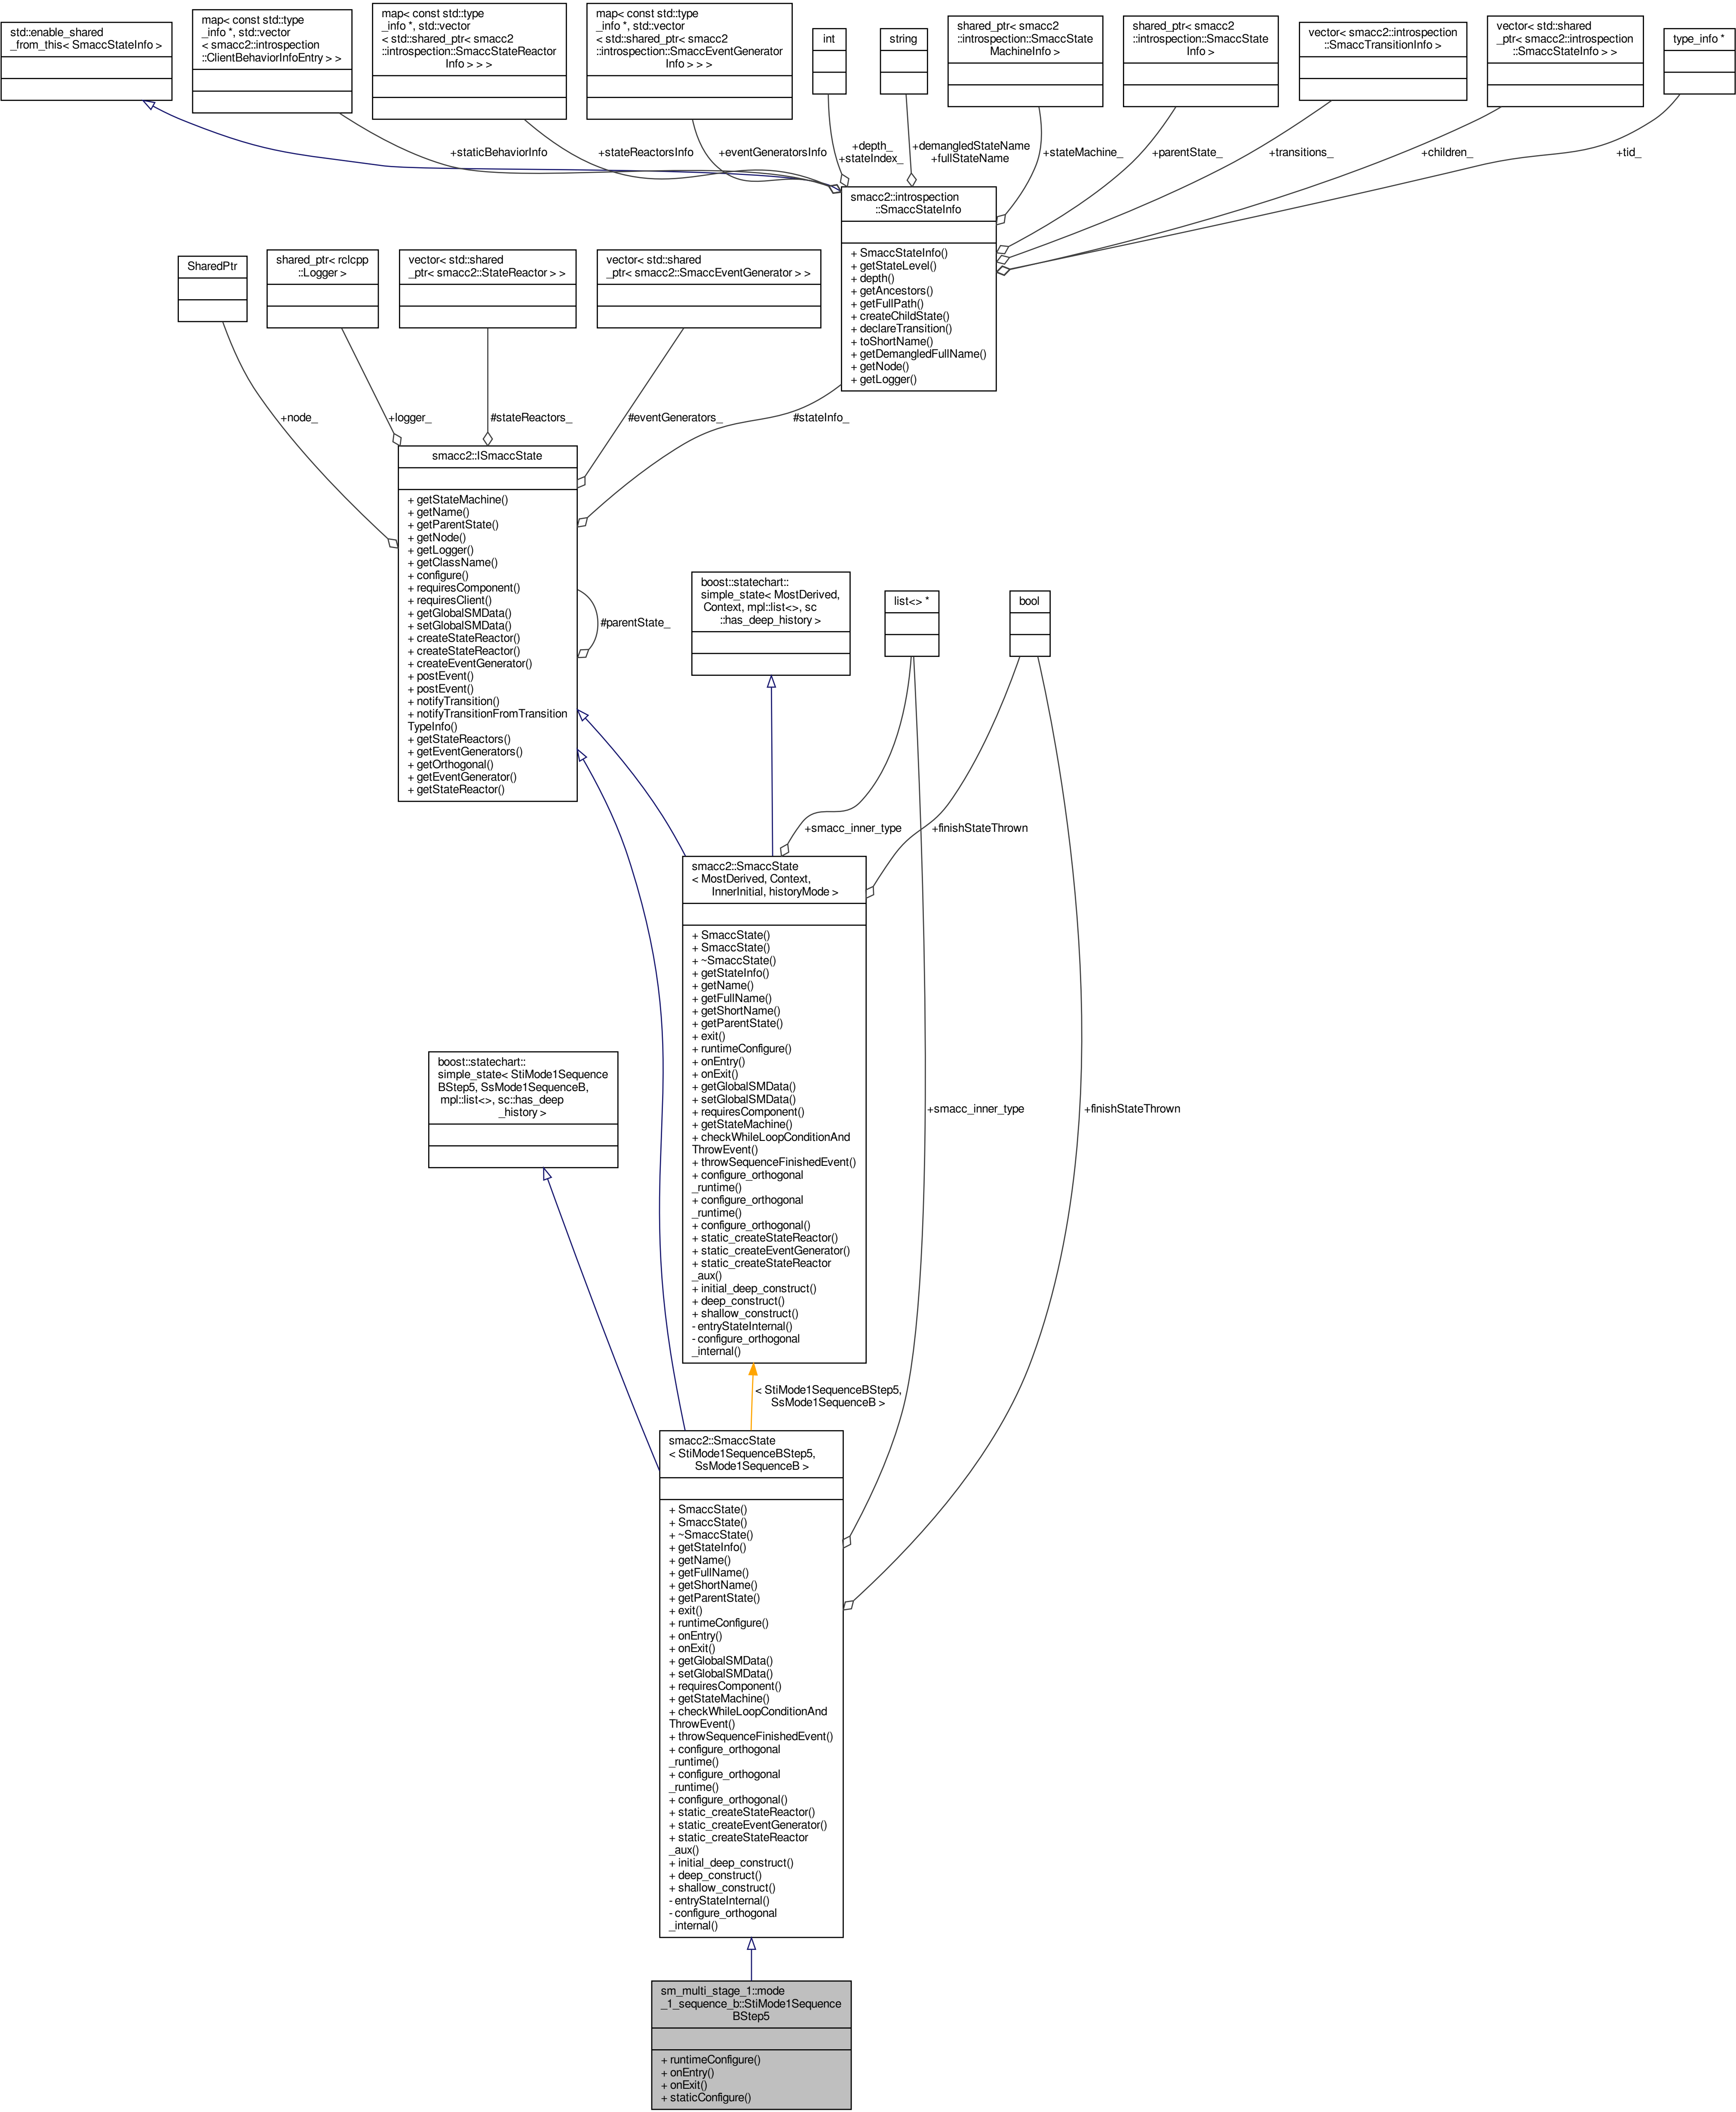 std::enable_shared
_from_this< SmaccStateInfo >
map< const std::type
_info *, std::vector
< smacc2::introspection
::ClientBehaviorInfoEntry > >
map< const std::type
_info *, std::vector
< std::shared_ptr< smacc2
::introspection::SmaccStateReactor
Info > > >
map< const std::type
_info *, std::vector
< std::shared_ptr< smacc2
::introspection::SmaccEventGenerator
Info > > >
int
string
shared_ptr< smacc2
::introspection::SmaccState
MachineInfo >
shared_ptr< smacc2
::introspection::SmaccState
Info >
vector< smacc2::introspection
::SmaccTransitionInfo >
vector< std::shared
_ptr< smacc2::introspection
::SmaccStateInfo > >
type_info *
+staticBehaviorInfo
+stateReactorsInfo
+eventGeneratorsInfo
+depth_
+stateIndex_
+demangledStateName
+fullStateName
+stateMachine_
+parentState_
+transitions_
+children_
+tid_
smacc2::introspection
::SmaccStateInfo
+ SmaccStateInfo()
+ getStateLevel()
+ depth()
+ getAncestors()
+ getFullPath()
+ createChildState()
+ declareTransition()
+ toShortName()
+ getDemangledFullName()
+ getNode()
+ getLogger()
SharedPtr
shared_ptr< rclcpp
::Logger >
vector< std::shared
_ptr< smacc2::StateReactor > >
vector< std::shared
_ptr< smacc2::SmaccEventGenerator > >
+node_
+logger_
#stateReactors_
#eventGenerators_
#stateInfo_
smacc2::ISmaccState
+ getStateMachine()
+ getName()
+ getParentState()
+ getNode()
+ getLogger()
+ getClassName()
+ configure()
+ requiresComponent()
+ requiresClient()
+ getGlobalSMData()
+ setGlobalSMData()
+ createStateReactor()
+ createStateReactor()
+ createEventGenerator()
+ postEvent()
+ postEvent()
+ notifyTransition()
+ notifyTransitionFromTransition
TypeInfo()
+ getStateReactors()
+ getEventGenerators()
+ getOrthogonal()
+ getEventGenerator()
+ getStateReactor()
#parentState_
boost::statechart::
simple_state< MostDerived,
Context, mpl::list<>, sc
::has_deep_history >
list<> *
bool
+smacc_inner_type
+finishStateThrown
smacc2::SmaccState
< MostDerived, Context,
InnerInitial, historyMode >
+ SmaccState()
+ SmaccState()
+ ~SmaccState()
+ getStateInfo()
+ getName()
+ getFullName()
+ getShortName()
+ getParentState()
+ exit()
+ runtimeConfigure()
+ onEntry()
+ onExit()
+ getGlobalSMData()
+ setGlobalSMData()
+ requiresComponent()
+ getStateMachine()
+ checkWhileLoopConditionAnd
ThrowEvent()
+ throwSequenceFinishedEvent()
+ configure_orthogonal
_runtime()
+ configure_orthogonal
_runtime()
+ configure_orthogonal()
+ static_createStateReactor()
+ static_createEventGenerator()
+ static_createStateReactor
_aux()
+ initial_deep_construct()
+ deep_construct()
+ shallow_construct()
- entryStateInternal()
- configure_orthogonal
_internal()
boost::statechart::
simple_state< StiMode1Sequence
BStep5, SsMode1SequenceB,
mpl::list<>, sc::has_deep
_history >
+smacc_inner_type
+finishStateThrown
< StiMode1SequenceBStep5,
SsMode1SequenceB >
smacc2::SmaccState
< StiMode1SequenceBStep5,
SsMode1SequenceB >
+ SmaccState()
+ SmaccState()
+ ~SmaccState()
+ getStateInfo()
+ getName()
+ getFullName()
+ getShortName()
+ getParentState()
+ exit()
+ runtimeConfigure()
+ onEntry()
+ onExit()
+ getGlobalSMData()
+ setGlobalSMData()
+ requiresComponent()
+ getStateMachine()
+ checkWhileLoopConditionAnd
ThrowEvent()
+ throwSequenceFinishedEvent()
+ configure_orthogonal
_runtime()
+ configure_orthogonal
_runtime()
+ configure_orthogonal()
+ static_createStateReactor()
+ static_createEventGenerator()
+ static_createStateReactor
_aux()
+ initial_deep_construct()
+ deep_construct()
+ shallow_construct()
- entryStateInternal()
- configure_orthogonal
_internal()
sm_multi_stage_1::mode
_1_sequence_b::StiMode1Sequence
BStep5
+ runtimeConfigure()
+ onEntry()
+ onExit()
+ staticConfigure()